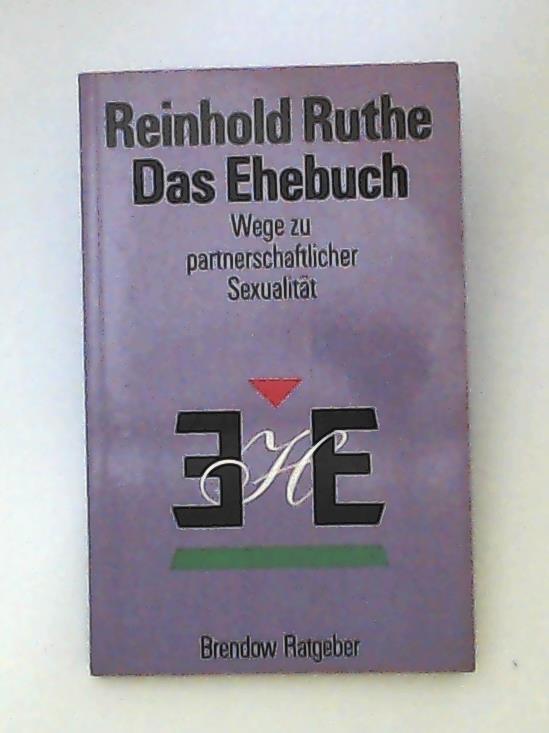 Reinhold Ruthe
Das Ehebuch
Wege zu
partnerschaftlicher
Sexualität
EHE
Brendow Ratgeber